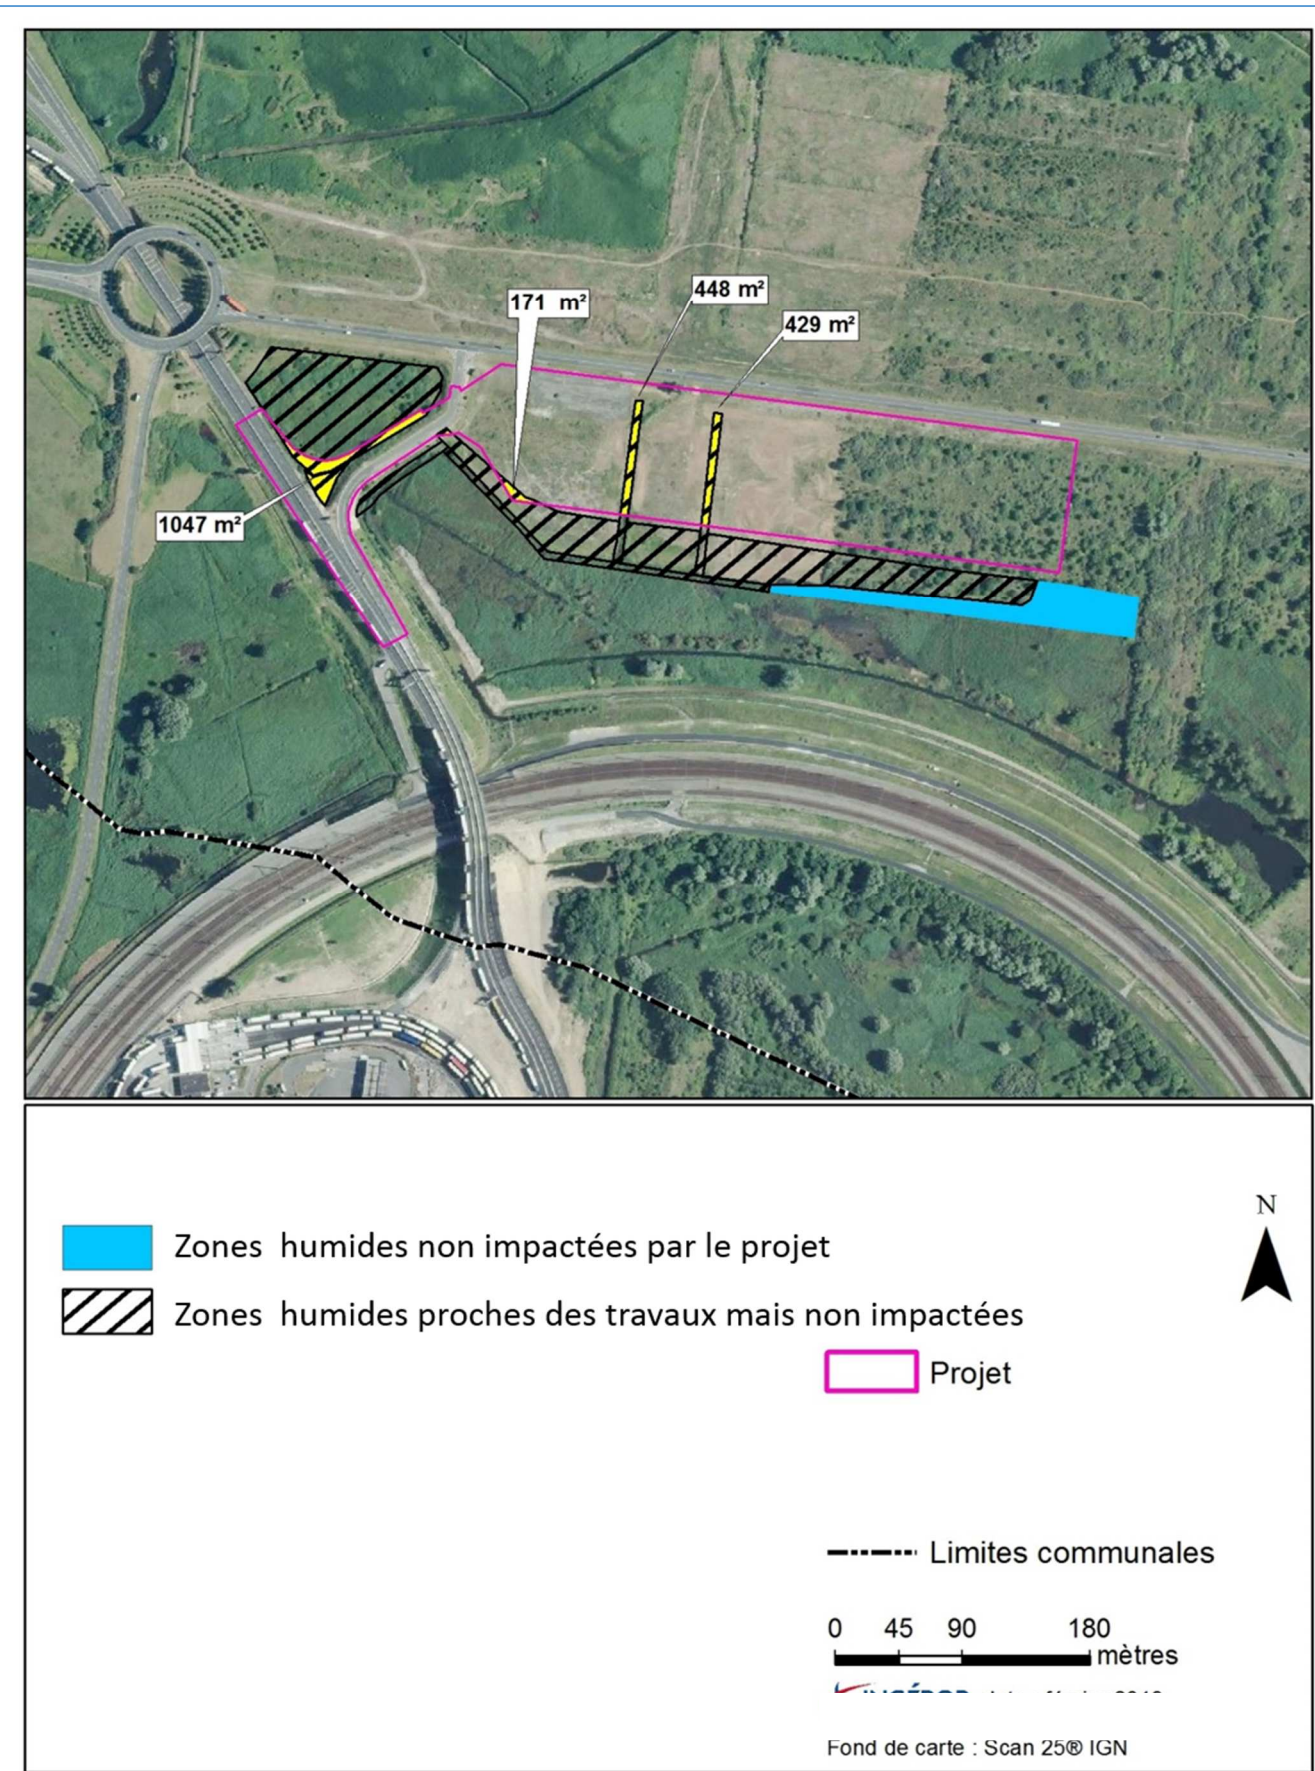 448 m²
171 m²
429 m²
1047 m²
Zones humides non impactées par le projet
N
Zones humides proches des travaux mais non impactées
Projet
Limites communales
0 45 90 180
mètres
Fond de carte : Scan 25® IGN